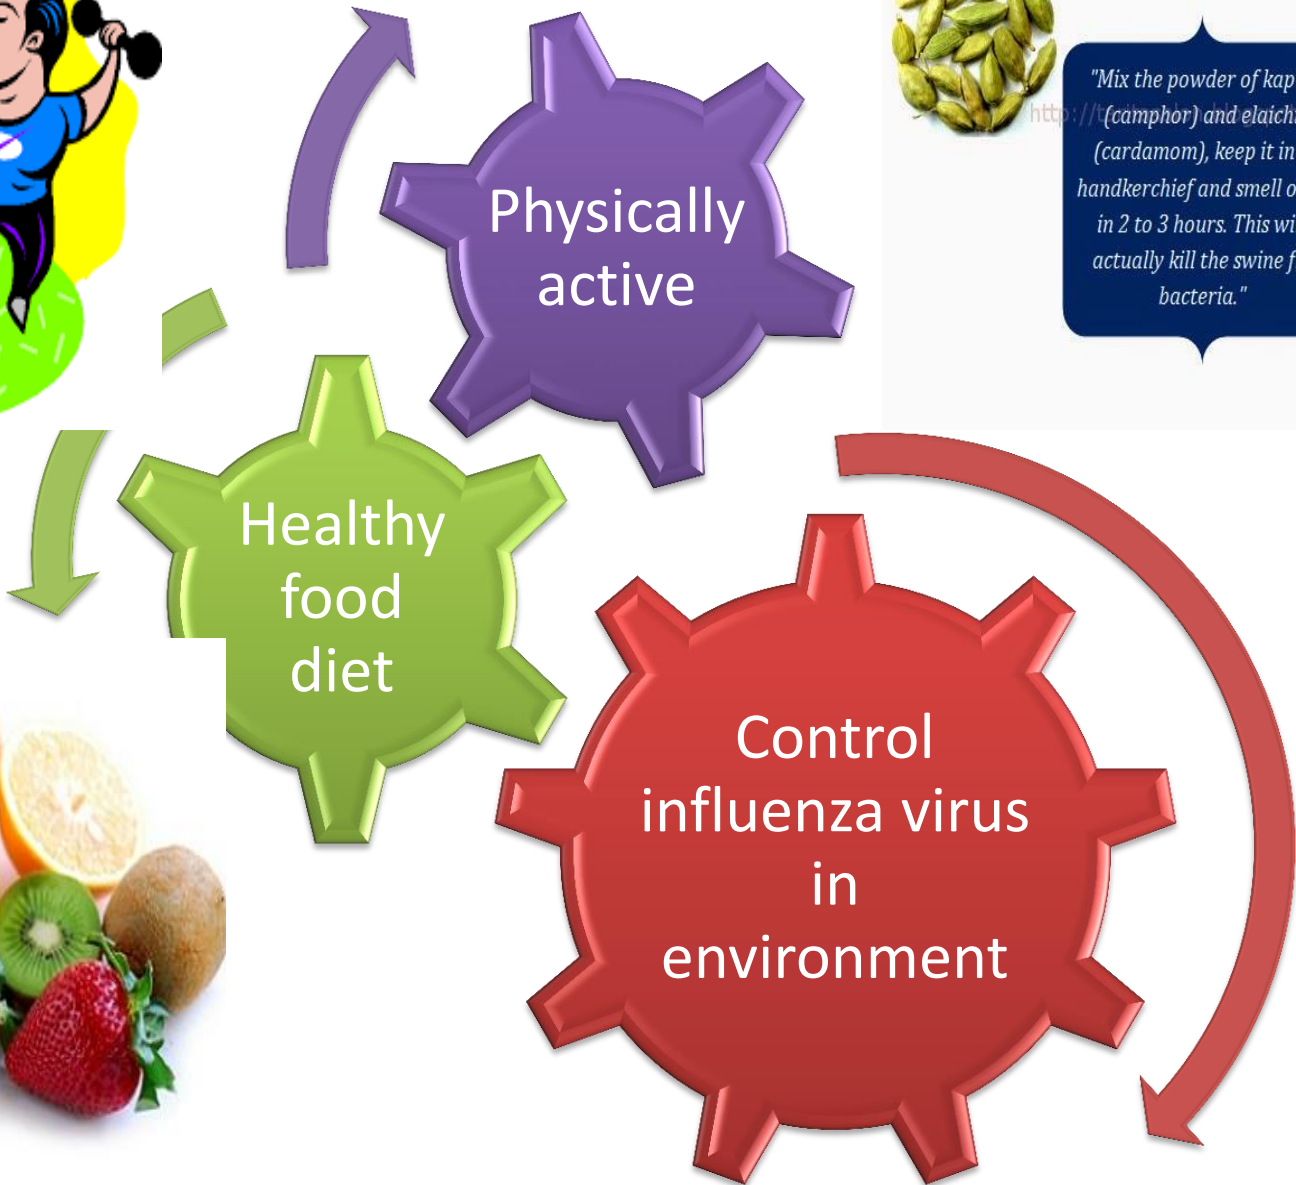 Physically
active
"Mix the powder of
(camphor) and
(cardamom), keep it in
handkerchief and smell
in 2 to 3 hours. This
actually kill the swine
bacteria."
http://
Healthy
food
diet
Control
influenza virus
in
environment